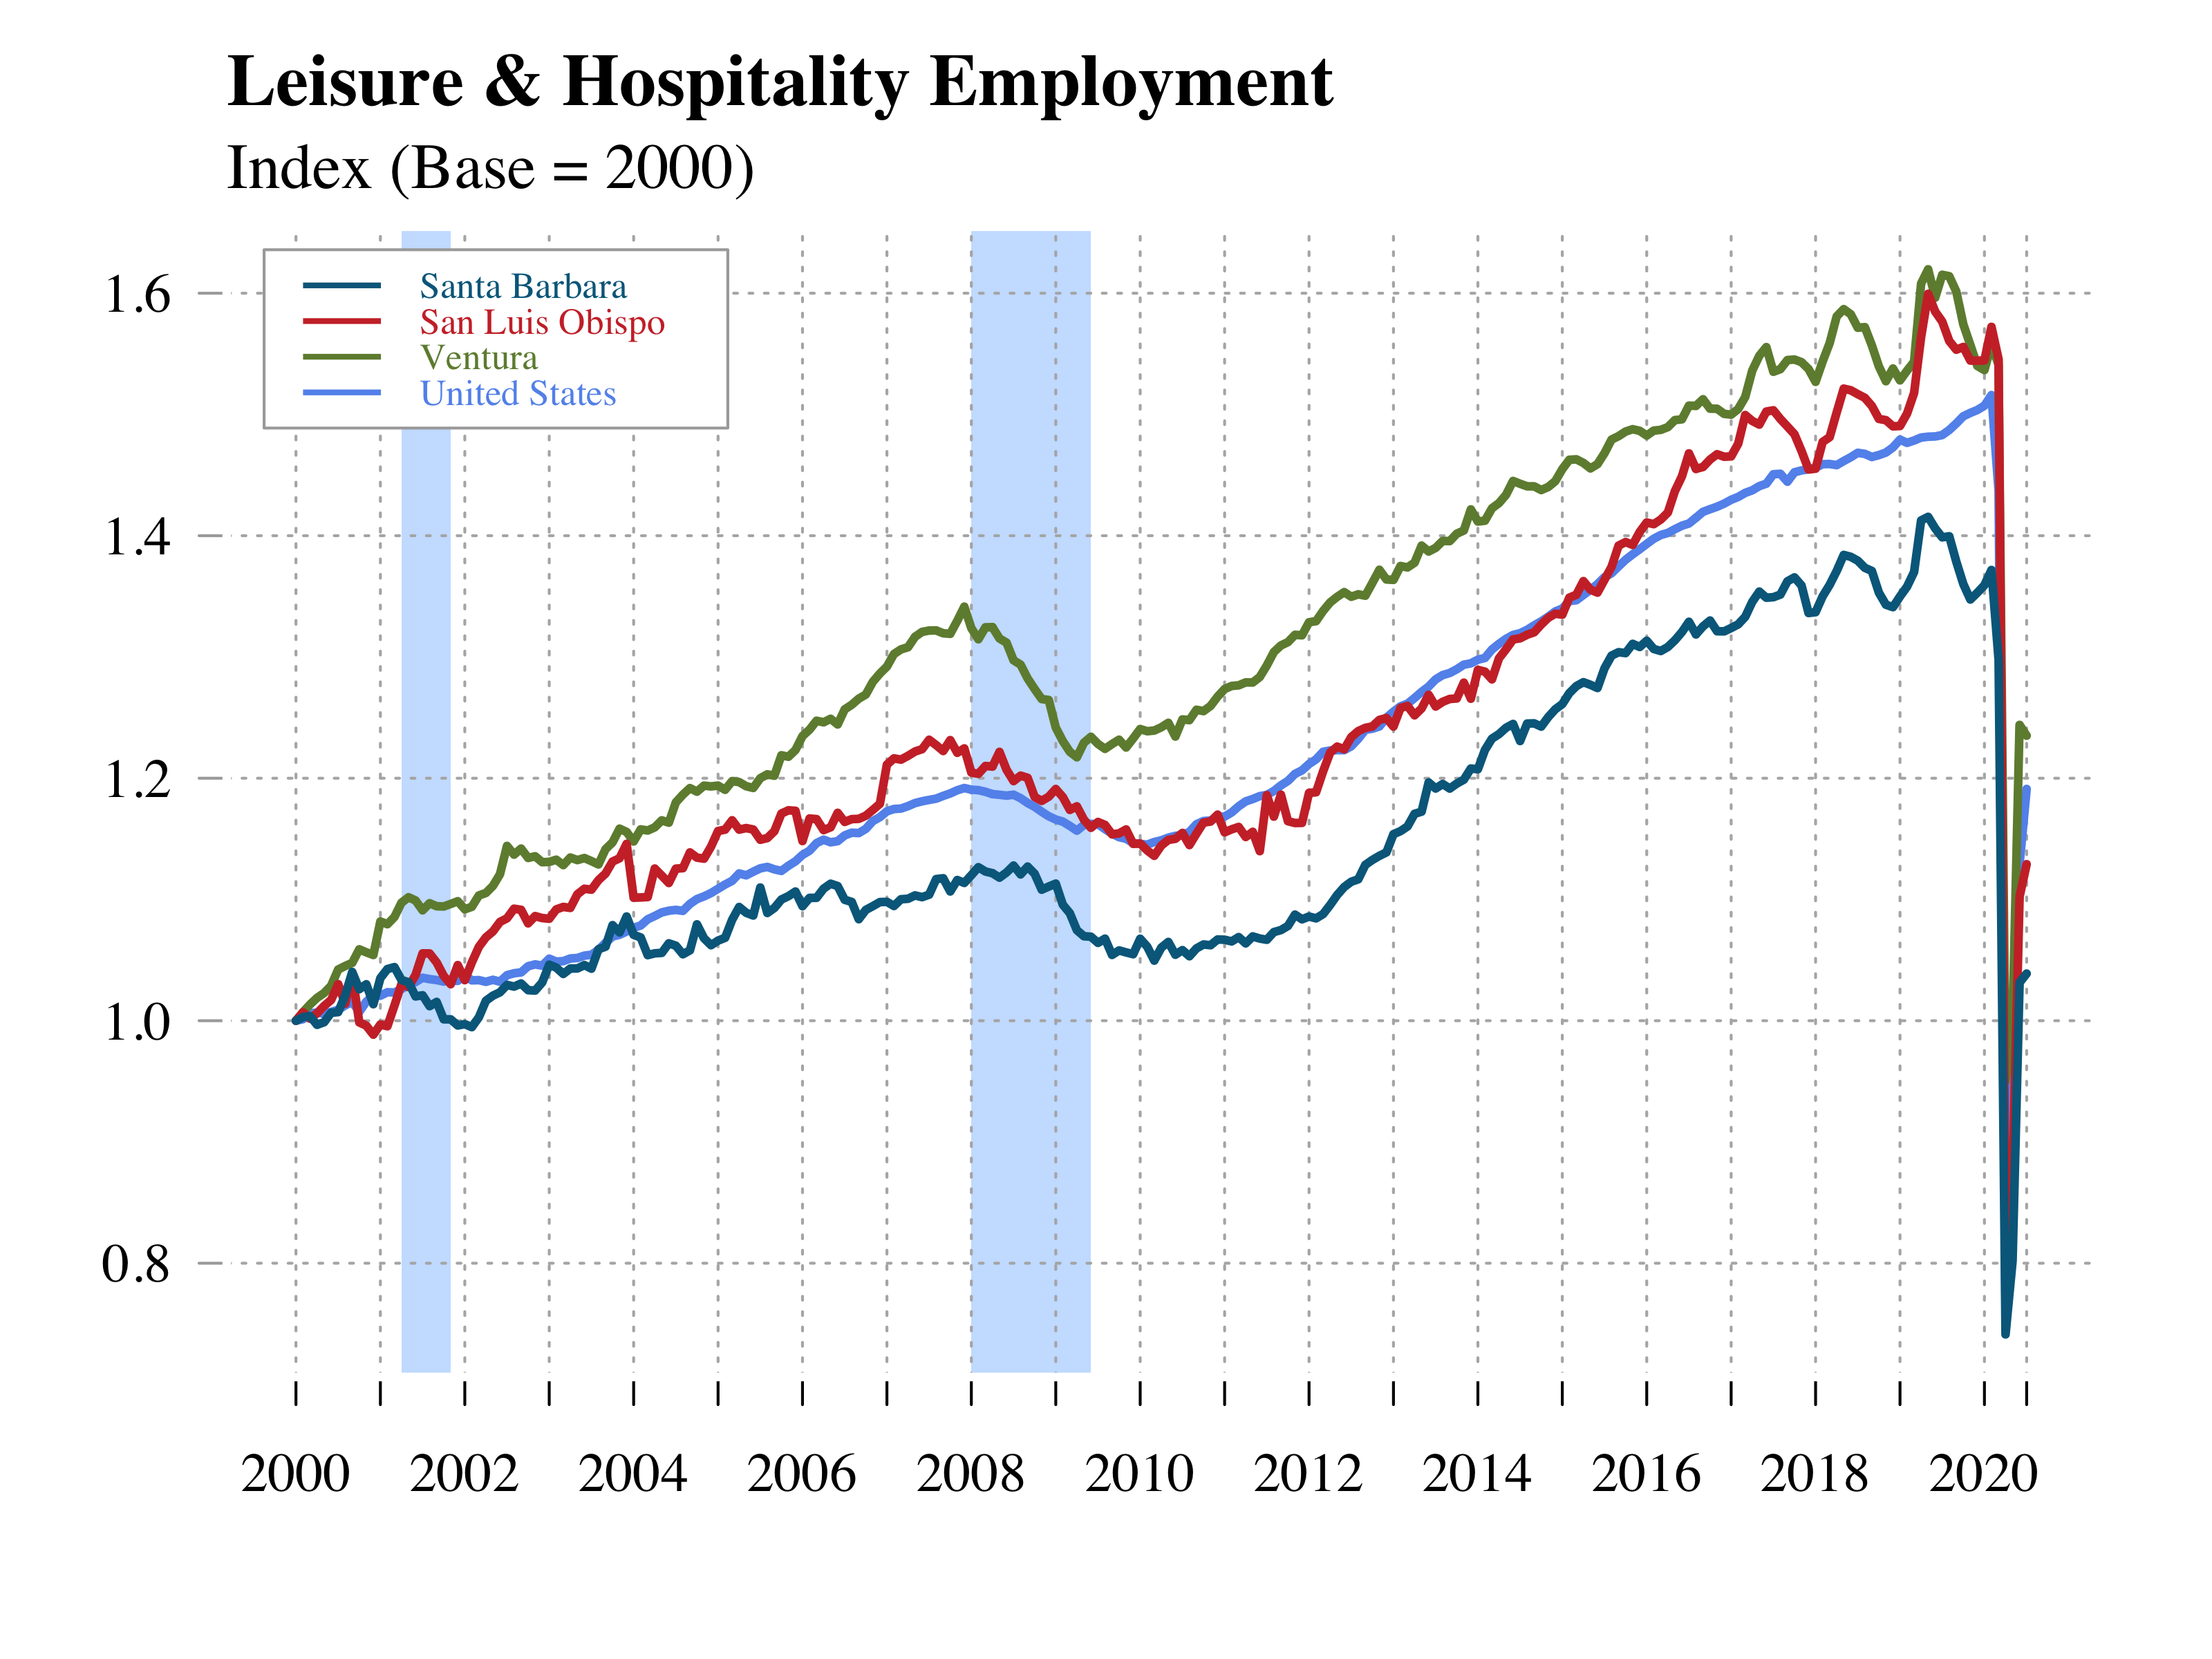 Leisure & Hospitality Employment
Index (Base = 2000)
Santa Barbara
San Luis Obispo
Ventura
United States
1.6
1.4
1.2
1.0
0.8
2000 2002 2004 2006 2008 2010 2012 2014 2016 2018 2020